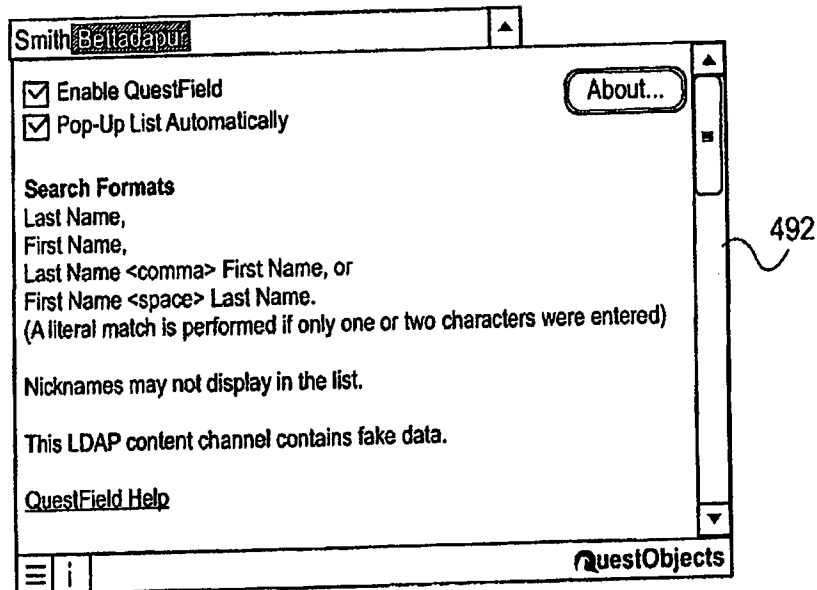 Smith Bettadapur
Enable QuestField
About...
Pop-Up List Automatically
Search Formats
Last Name,
First Name,
Last Name <comma> First Name, or
First Name <space> Last Name.
(A literal match is performed if only one or two characters were entered)
492
Nicknames may not display in the list.
This LDAP content channel contains fake data.
QuestField Help
i
QuestObjects